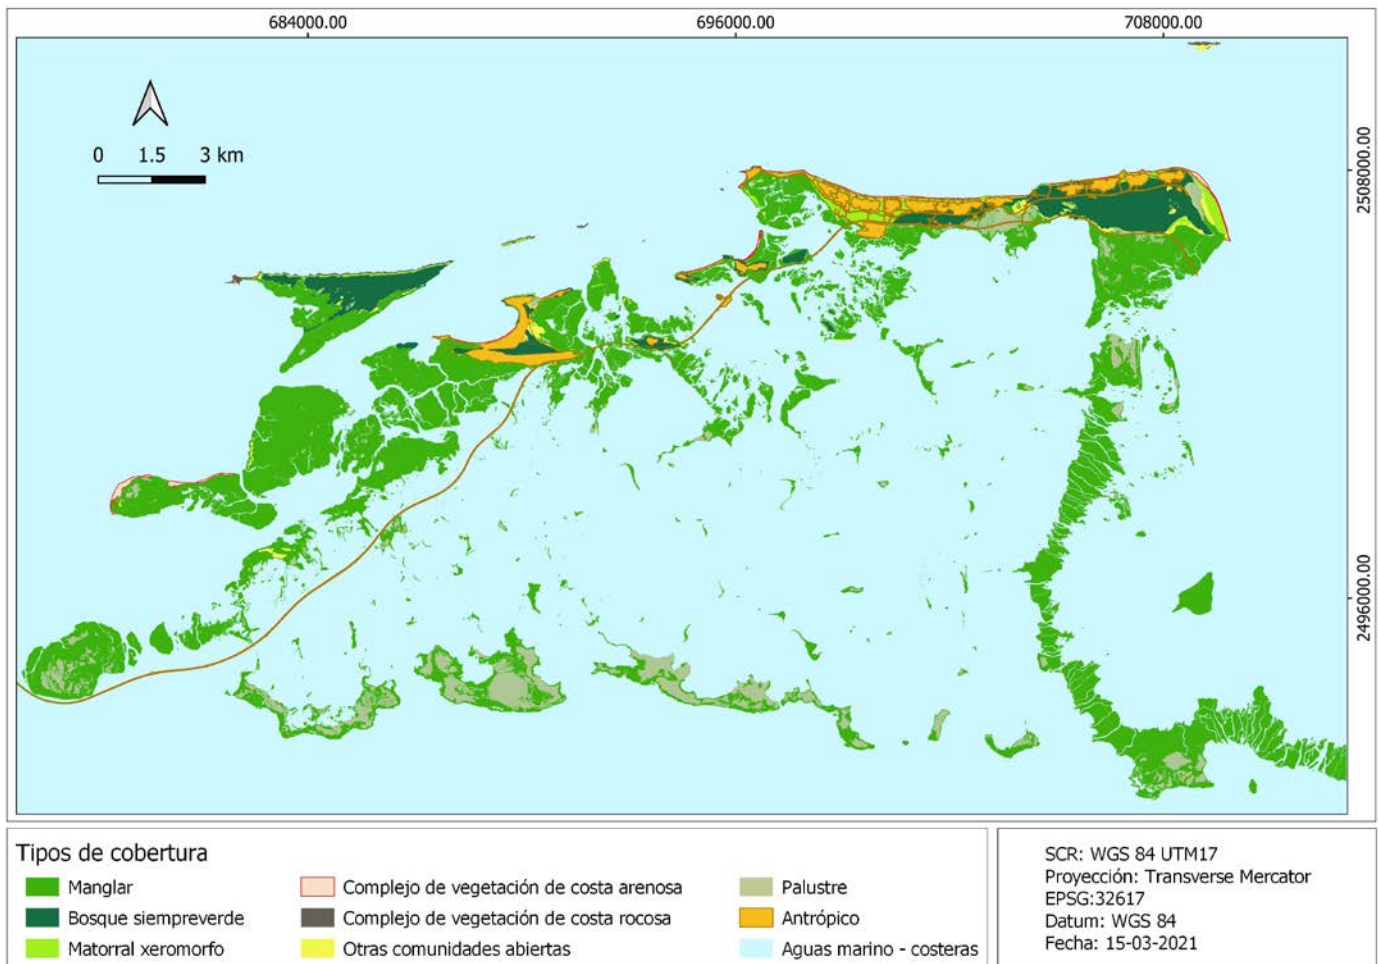 684000.00 696000.00 708000.00
0 1.5 3 km
2508000.00
2496000.00
Tipos de cobertura
Manglar
Bosque siempreverde
Matorral xeromorfo
Complejo de vegetación de costa arenosa
Complejo de vegetación de costa rocosa
Otras comunidades abiertas
Palustre
Antrópico
Aguas marino - costeras
SCR: WGS 84 UTM17
Proyección: Transverse Mercator
EPSG:32617
Datum: WGS 84
Fecha: 15-03-2021